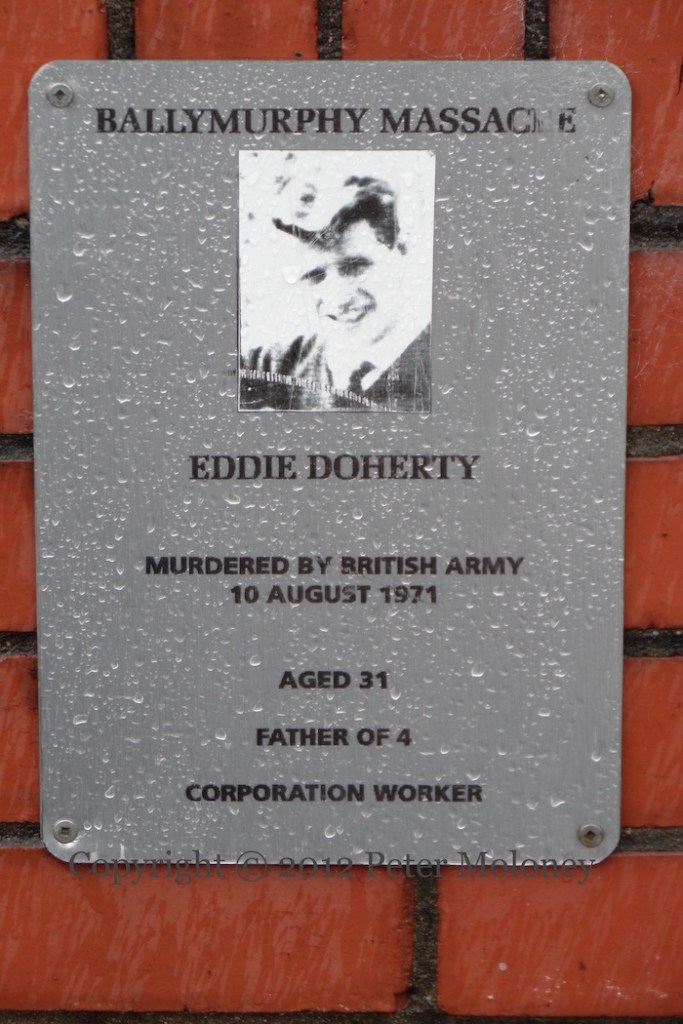 BALLYMURPHY MASSACRE
EDDIE DOHERTY
MURDERED BY BRITISH ARMY
10 AUGUST 1971
AGED 31
FATHER OF 4
CORPORATION WORKER
Copyright © 2012 Peter Moloney